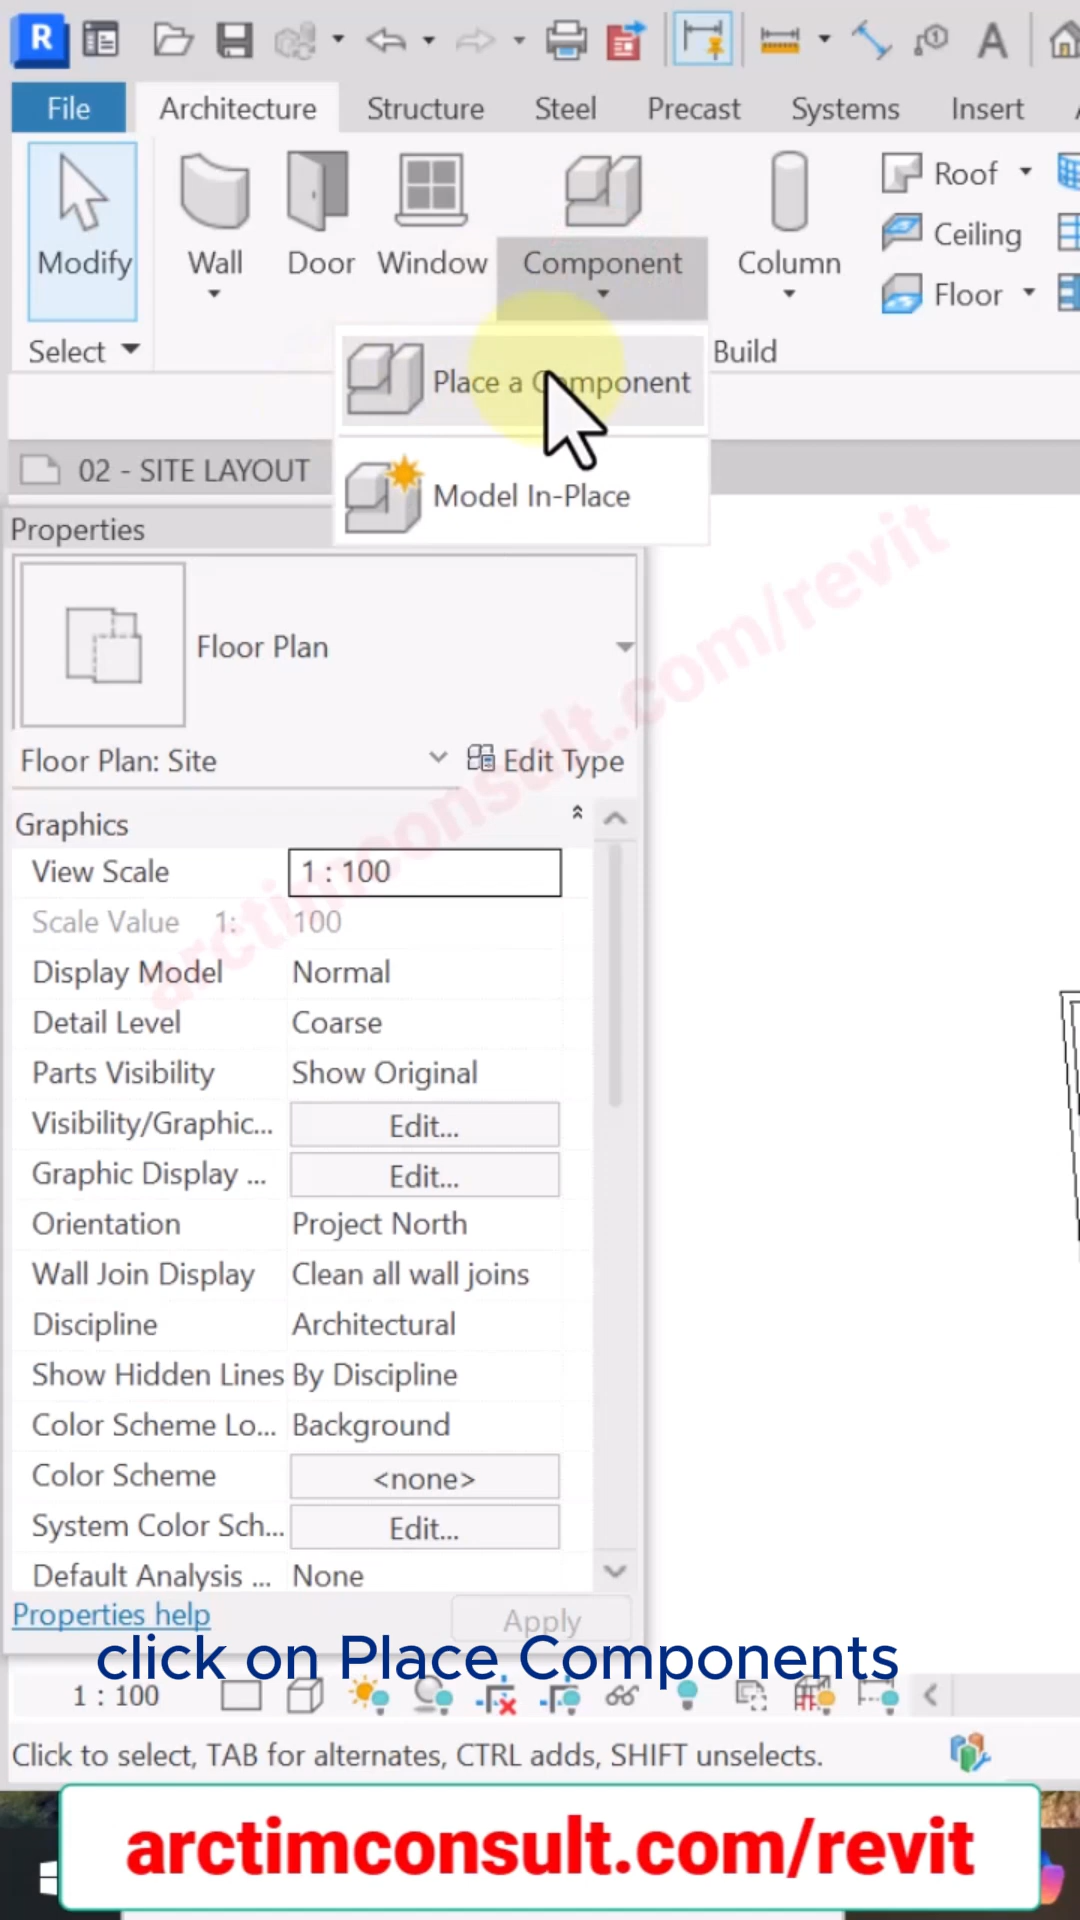 R
A
File Architecture Structure Steel Precast Systems Insert
Modify Wall Door Window Component Column
Roof
Ceiling
Floor
Select Build
Place a Component
Model In-Place
02 - SITE LAYOUT
Properties
Floor Plan
Floor Plan: Site Edit Type
Graphics
View Scale 1 : 100
Scale Value 1: 100
Display Model Normal
Detail Level Coarse
Parts Visibility Show Original
Visibility/Graphic... Edit...
Graphic Display ... Edit...
Orientation Project North
Wall Join Display Clean all wall joins
Discipline Architectural
Show Hidden Lines By Discipline
Color Scheme Lo... Background
Color Scheme <none>
System Color Sch... Edit...
Default Analysis ... None
Properties help Apply
click on Place Components
1 : 100
Click to select, TAB for alternates, CTRL adds, SHIFT unselects.
arctimconsult.com/revit
arctimconsult.com/revit